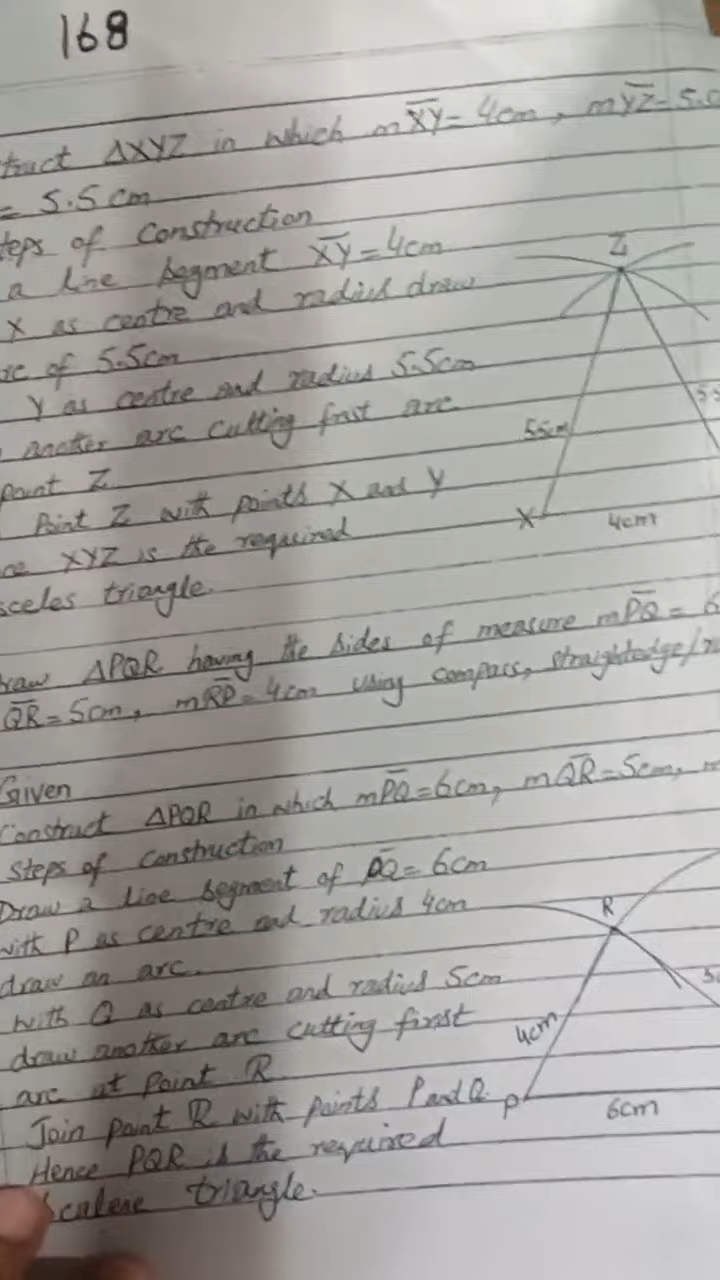 168
truct ΔXYZ in which mXY = 4cm, mYZ = 5.
= 5.5 cm
teps of Construction
a line segment XY = 4cm
X as centre and radius draw
arc of 5.5cm
Y as centre and radius 5.5cm
another arc cutting first arc
point Z
Point Z with points X and Y
ce XYZ is the required
sceles triangle.
Z
5.5cm
5.5
X
4cm
raw ΔPQR having the sides of measure mPQ = 6
QR = 5cm, mRP = 4cm using compass, straightedge/r
Given
Construct ΔPQR in which mPQ = 6cm, mQR = 5cm, m
Steps of Construction
Draw a line segment of PQ = 6cm
with P as centre and radius 4cm
draw an arc.
with Q as centre and radius 5cm
draw another arc cutting first
arc at point R
Join point R with points P and Q.
Hence PQR is the required
Scalene triangle.
R
4cm
5c
P
6cm